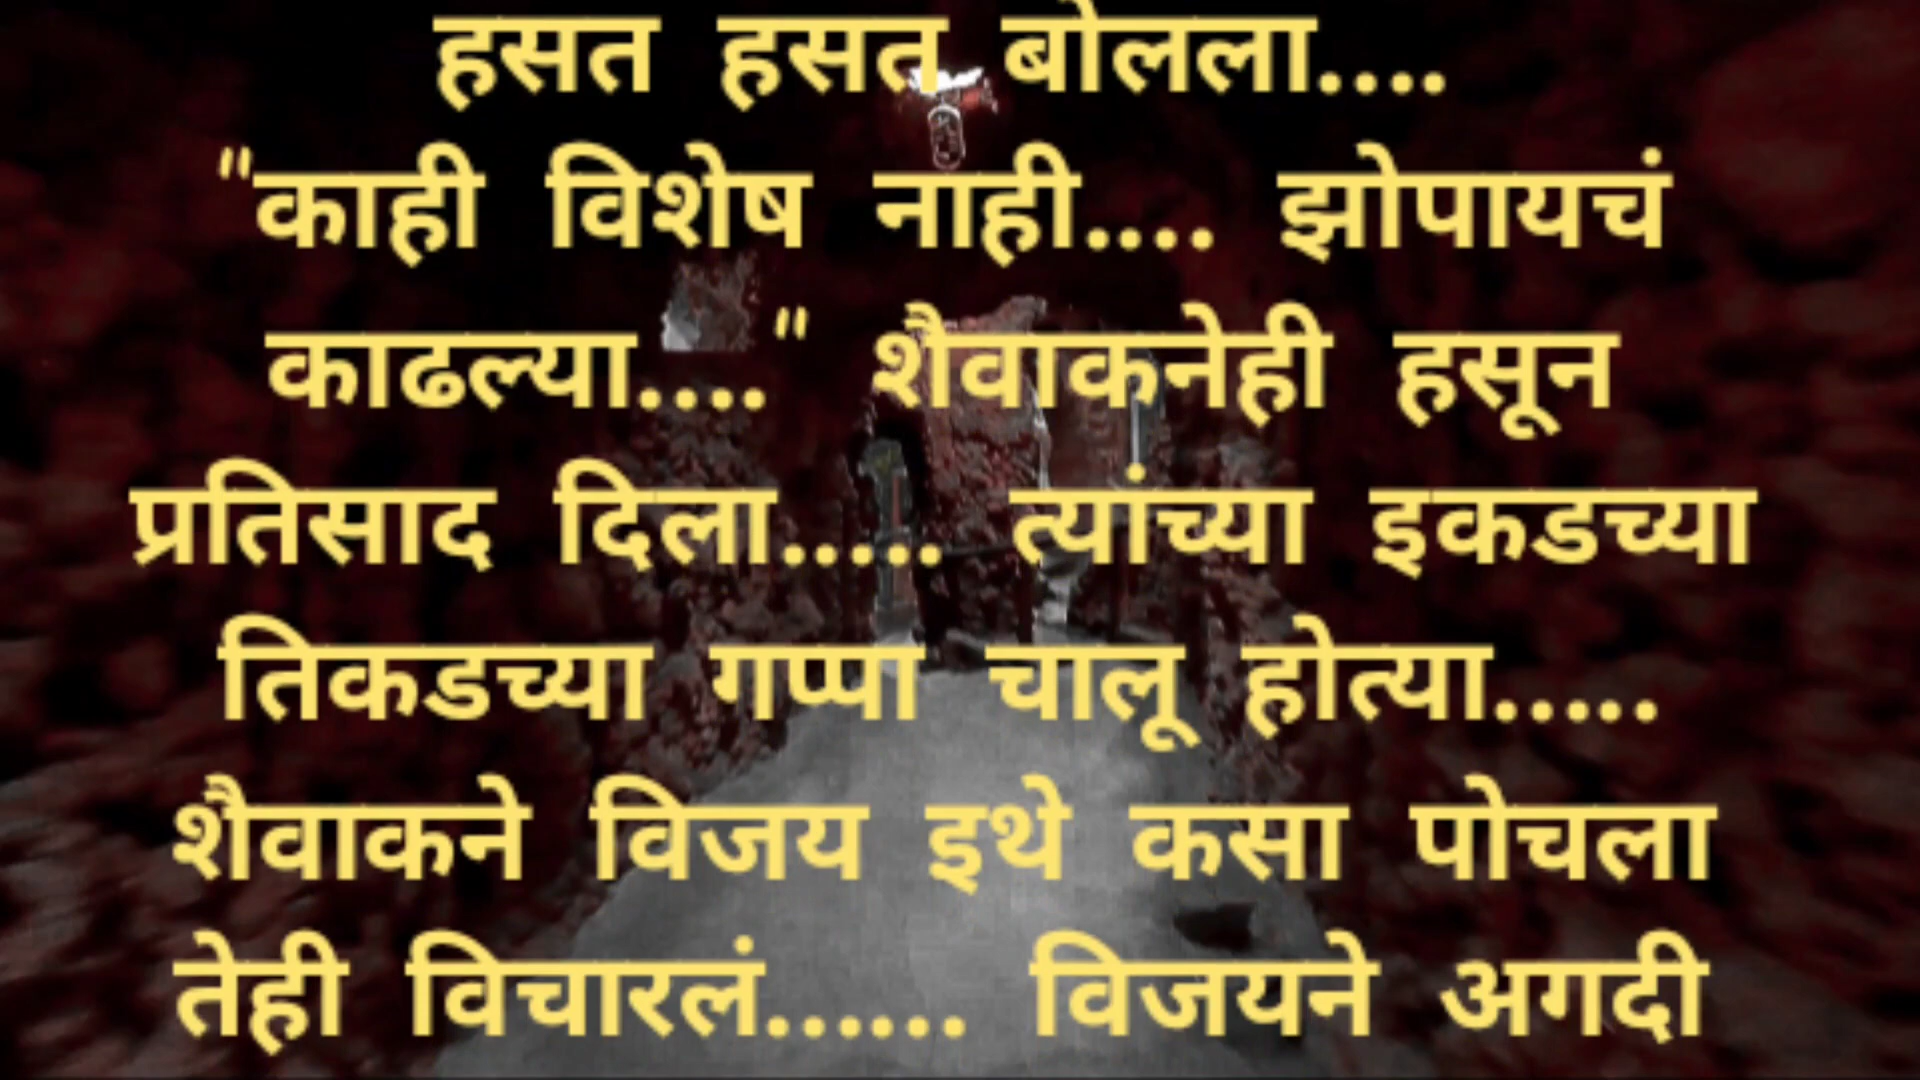 हसत हसत बोलला....
"काही विशेष नाही.... झोपायचं
काढल्या...." शैवाकनेही हसून
प्रतिसाद दिला..... त्यांच्या इकडच्या
तिकडच्या गप्पा चालू होत्या.....
शैवाकने विजय इथे कसा पोचला
तेही विचारलं...... विजयने अगदी